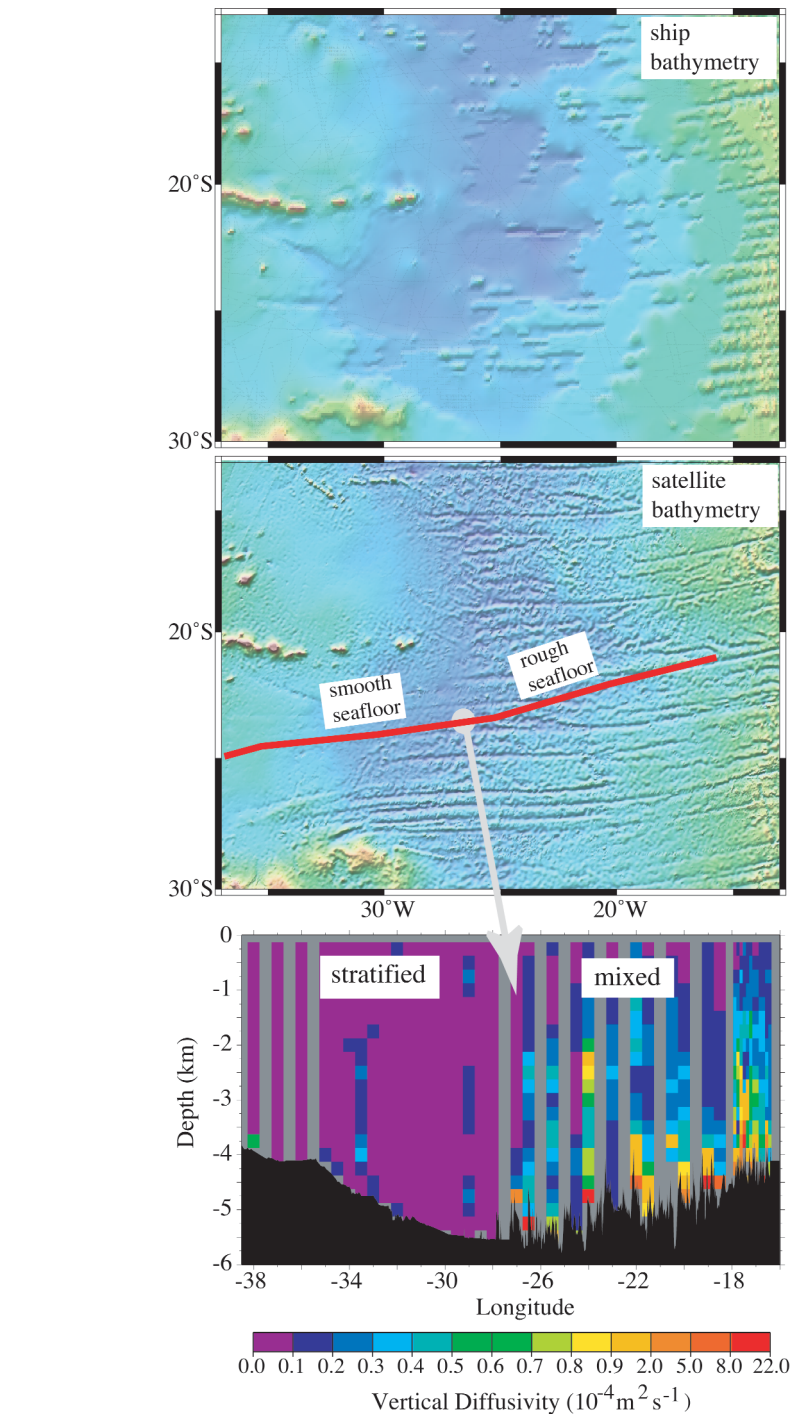 ship
bathymetry
20˚S
30˚S
satellite
bathymetry
20˚S
rough
seafloor
smooth
seafloor
30˚S
30˚W 20˚W
0
stratified mixed
-1
-2
-3
-4
-5
-6
Depth (km)
-38 -34 -30 -26 -22 -18
Longitude
0.0 0.1 0.2 0.3 0.4 0.5 0.6 0.7 0.8 0.9 2.0 5.0 8.0 22.0
Vertical Diffusivity (10⁻⁴ m² s⁻¹)